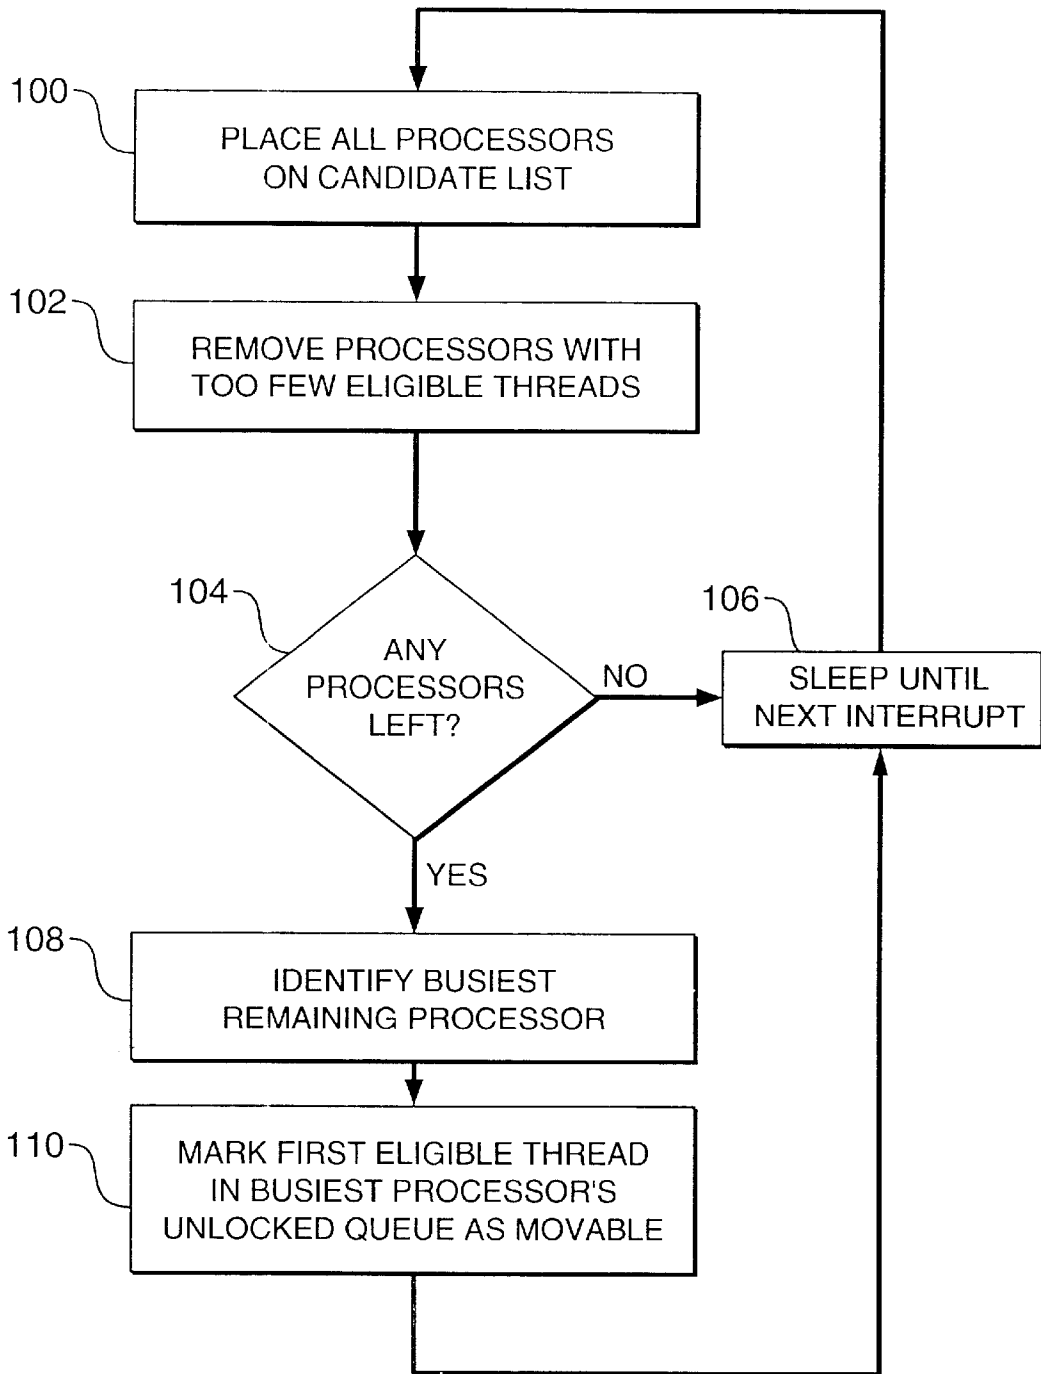 100
PLACE ALL PROCESSORS
ON CANDIDATE LIST
102
REMOVE PROCESSORS WITH
TOO FEW ELIGIBLE THREADS
104
ANY
PROCESSORS
LEFT?
NO
106
SLEEP UNTIL
NEXT INTERRUPT
YES
108
IDENTIFY BUSIEST
REMAINING PROCESSOR
110
MARK FIRST ELIGIBLE THREAD
IN BUSIEST PROCESSOR'S
UNLOCKED QUEUE AS MOVABLE